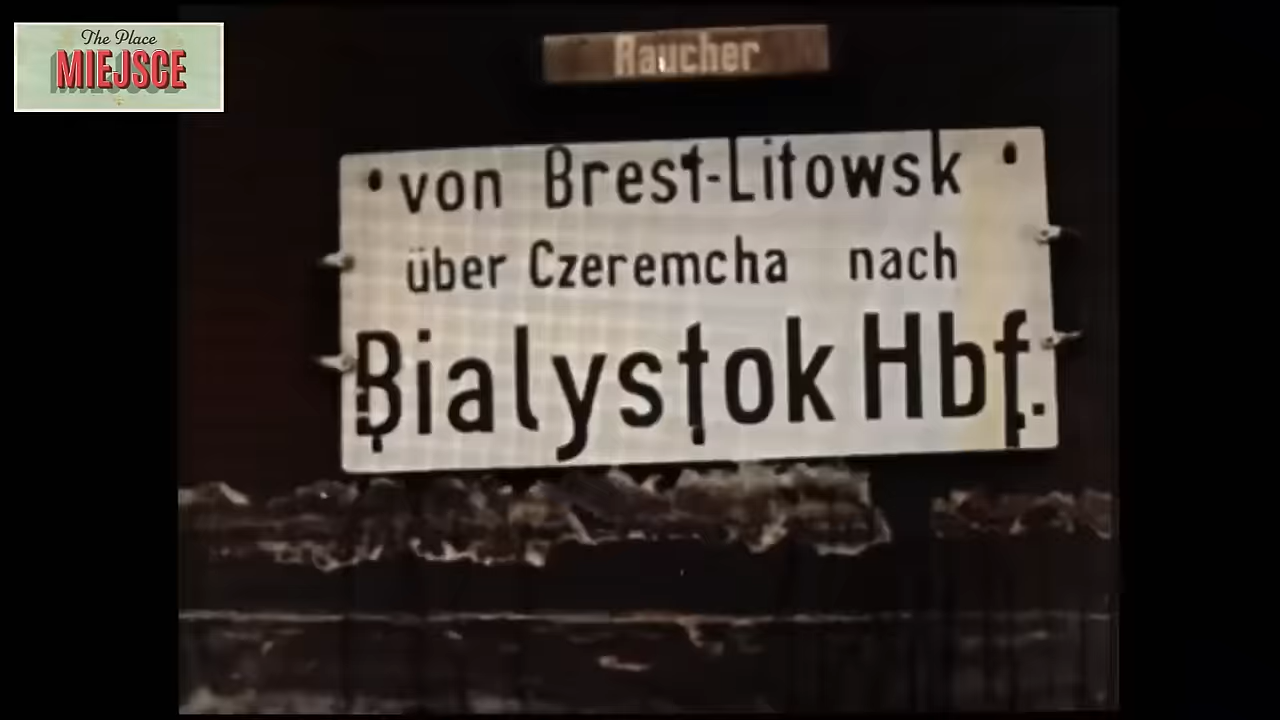 The Place
MIEJSCE
Raucher
von Brest-Litowsk
über Czeremcha nach
Bialystok Hbf.